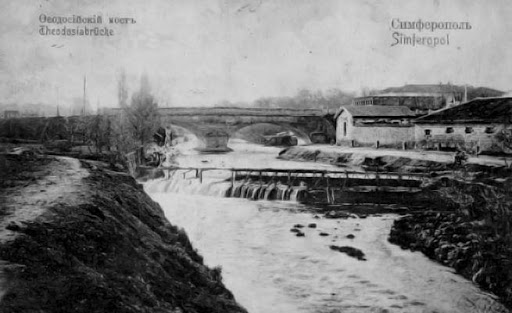 Ѳеодосійскій мостъ
Theodosiabrücke
Симферополь
Simferopol